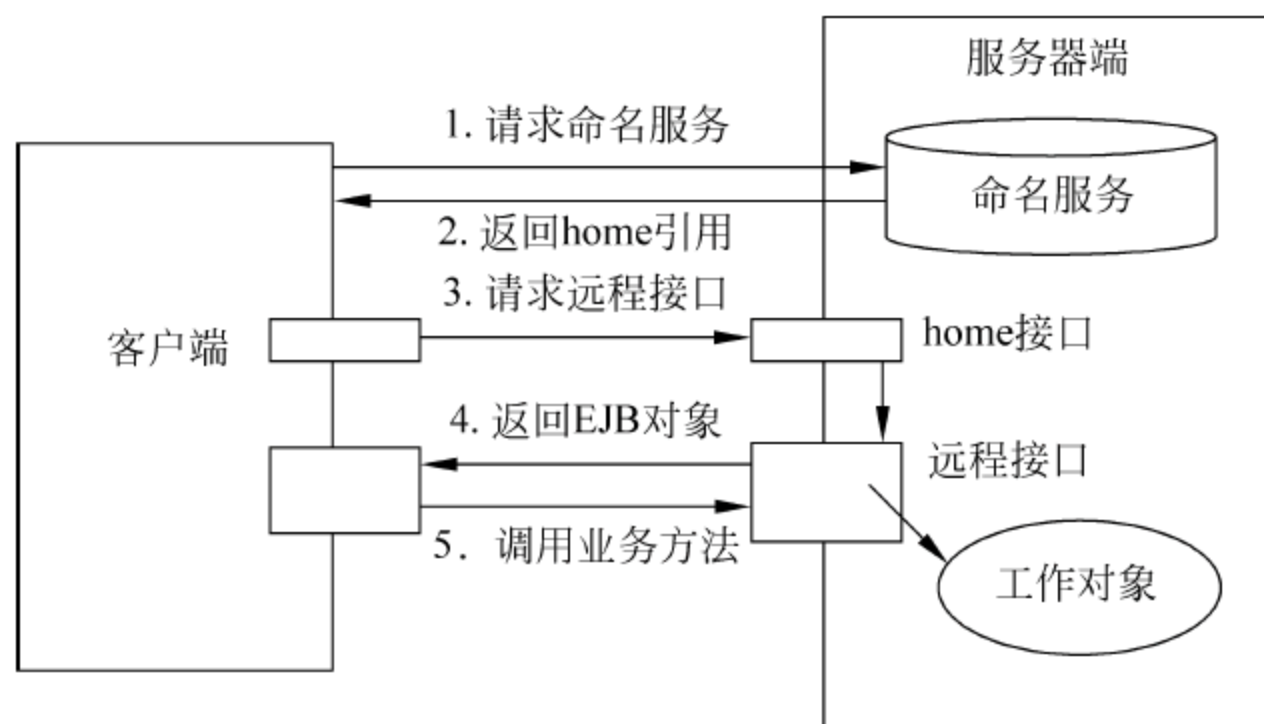 服务器端
1. 请求命名服务
命名服务
2. 返回home引用
3. 请求远程接口
客户端
home接口
4. 返回EJB对象
远程接口
5. 调用业务方法
工作对象